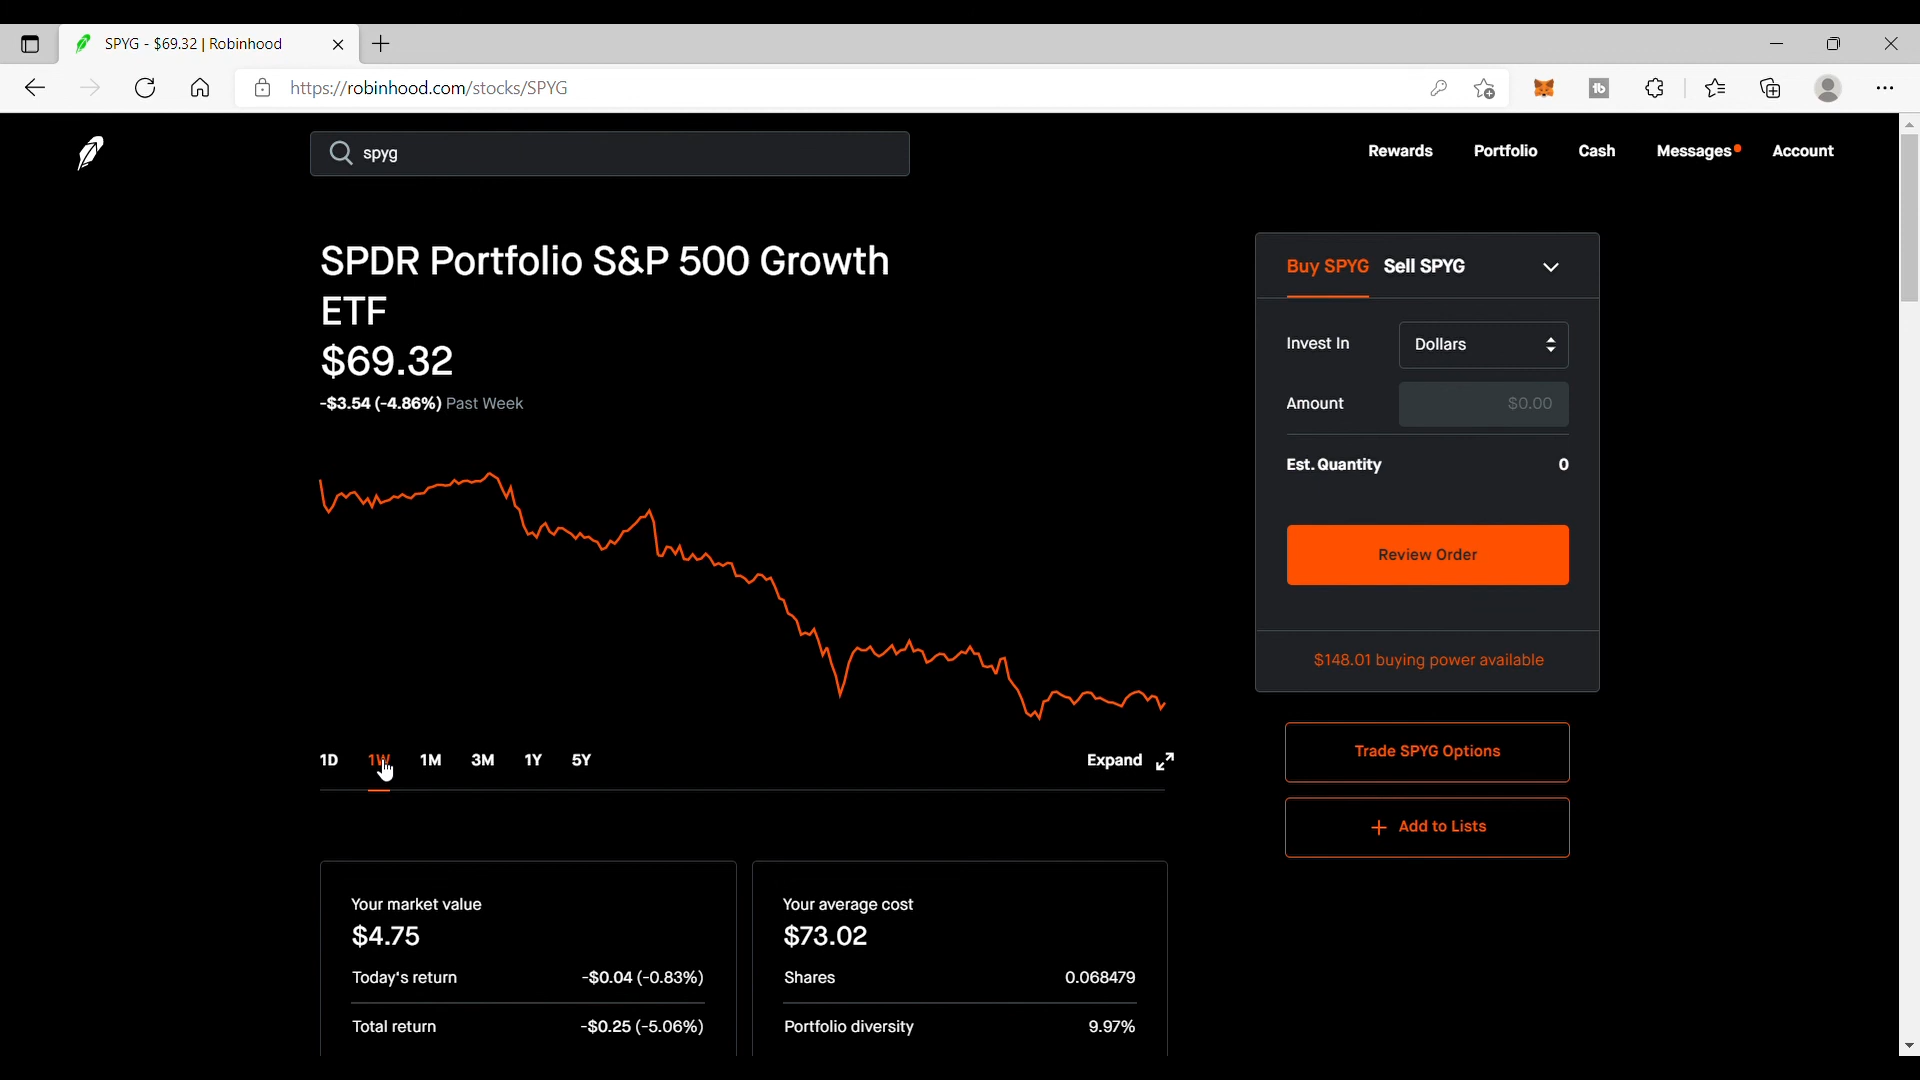 SPYG - $69.32 | Robinhood
https://robinhood.com/stocks/SPYG
tb
spyg
Rewards Portfolio Cash Messages Account
SPDR Portfolio S&P 500 Growth
ETF
$69.32
-$3.54 (-4.86%) Past Week
1D 1W 1M 3M 1Y 5Y Expand
Your market value
$4.75
Today's return -$0.04 (-0.83%)
Total return -$0.25 (-5.06%)
Your average cost
$73.02
Shares 0.068479
Portfolio diversity 9.97%
Buy SPYG Sell SPYG
Invest In Dollars
Amount $0.00
Est. Quantity 0
Review Order
$148.01 buying power available
Trade SPYG Options
+ Add to Lists